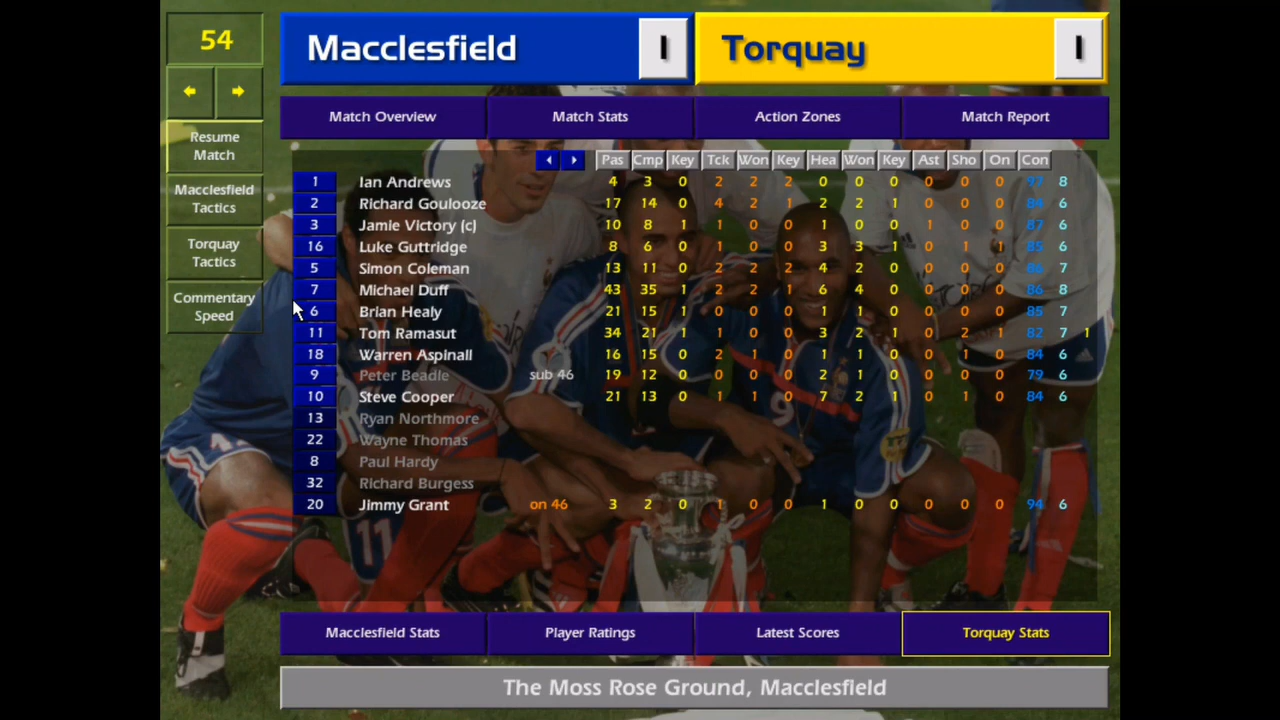 54
Macclesfield 1 Torquay 1
Match Overview Match Stats Action Zones Match Report
Resume
Match
Macclesfield
Tactics
Torquay
Tactics
Commentary
Speed
Pas Cmp Key Tck Won Key Hea Won Key Ast Sho On Con
1 Ian Andrews 4 3 0 2 2 2 0 0 0 0 0 0 97 8
2 Richard Goulooze 17 14 0 4 2 1 2 2 1 0 0 0 84 6
3 Jamie Victory (c) 10 8 1 1 0 0 1 0 0 1 0 0 87 6
16 Luke Guttridge 8 6 0 1 0 0 3 3 1 0 1 1 85 6
5 Simon Coleman 13 11 0 2 2 2 4 2 0 0 0 0 86 7
7 Michael Duff 43 35 1 2 2 1 6 4 0 0 0 0 86 8
6 Brian Healy 21 15 1 0 0 0 1 1 0 0 0 0 85 7
11 Tom Ramasut 34 21 1 1 0 0 3 2 1 0 2 1 82 7 1
18 Warren Aspinall 16 15 0 2 1 0 1 1 0 0 1 0 84 6
9 Peter Beadle sub 46 19 12 0 0 0 0 2 1 0 0 0 0 79 6
10 Steve Cooper 21 13 0 1 1 0 7 2 1 0 1 0 84 6
13 Ryan Northmore
22 Wayne Thomas
8 Paul Hardy
32 Richard Burgess
20 Jimmy Grant on 46 3 2 0 1 0 0 1 0 0 0 0 0 94 6
Macclesfield Stats Player Ratings Latest Scores Torquay Stats
The Moss Rose Ground, Macclesfield